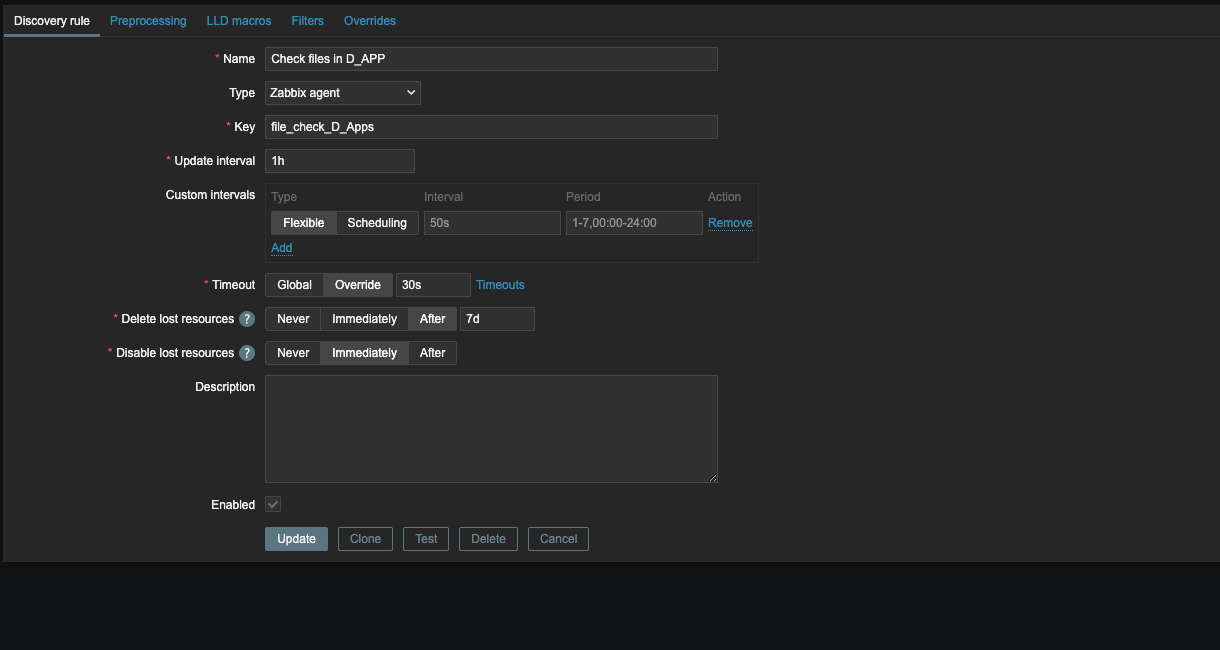 Discovery rule Preprocessing LLD macros Filters Overrides
* Name Check files in D_APP
Type Zabbix agent
* Key file_check_D_Apps
* Update interval 1h
Custom intervals Type Interval Period Action
Flexible Scheduling 50s 1-7,00:00-24:00 Remove
Add
* Timeout Global Override 30s Timeouts
* Delete lost resources ? Never Immediately After 7d
* Disable lost resources ? Never Immediately After
Description
Enabled
Update Clone Test Delete Cancel